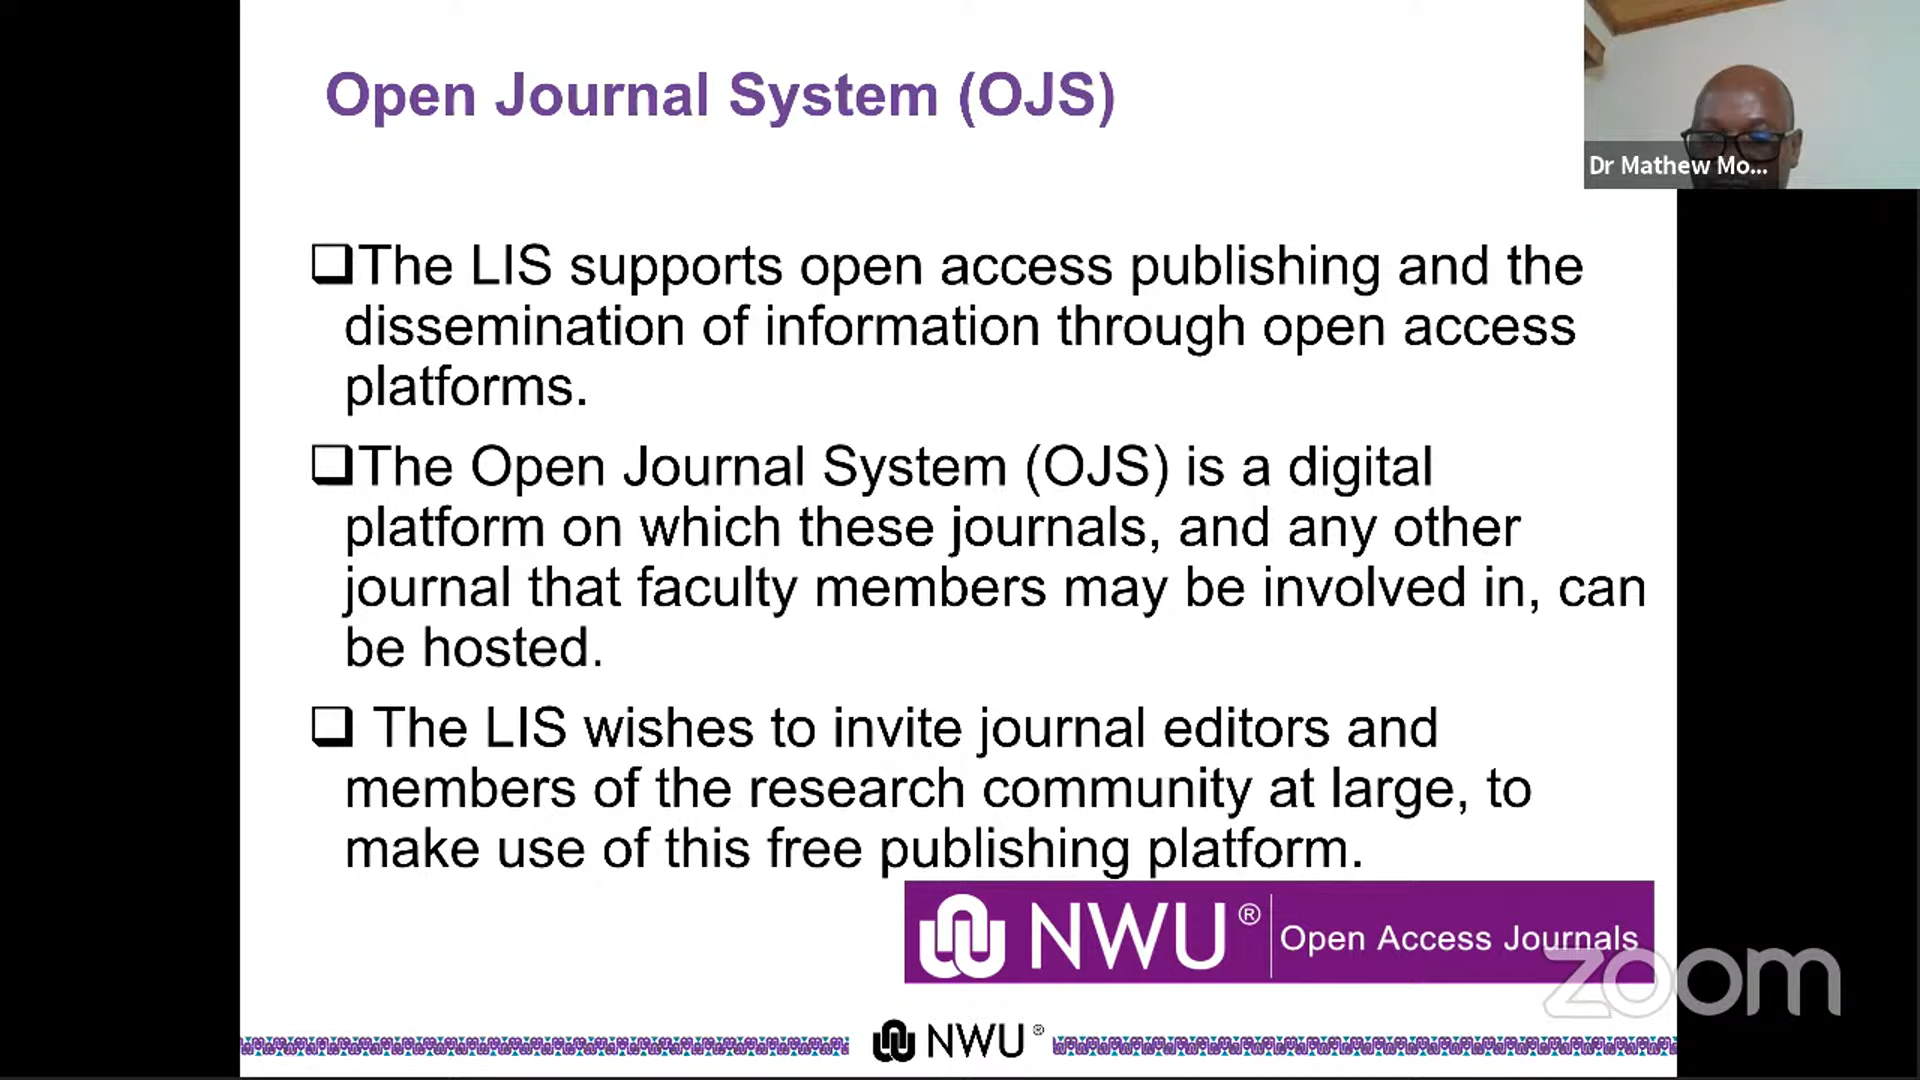 Open Journal System (OJS)
Dr Mathew Mo...
❑The LIS supports open access publishing and the
dissemination of information through open access
platforms.
❑The Open Journal System (OJS) is a digital
platform on which these journals, and any other
journal that faculty members may be involved in, can
be hosted.
❑ The LIS wishes to invite journal editors and
members of the research community at large, to
make use of this free publishing platform.
NWU® Open Access Journals
zoom
NWU®